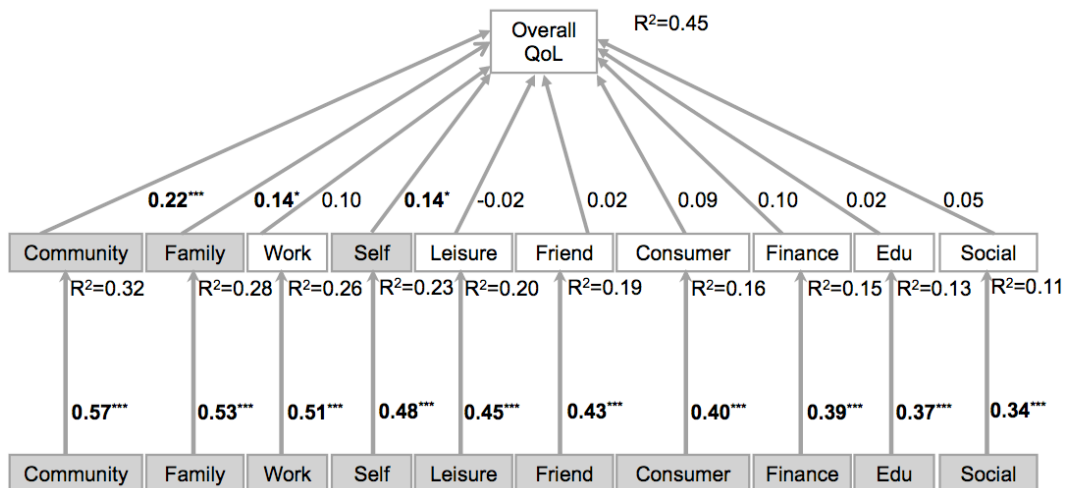 Overall
QoL
R²=0.45
0.22*** 0.14* 0.10 0.14* -0.02 0.02 0.09 0.10 0.02 0.05
Community Family Work Self Leisure Friend Consumer Finance Edu Social
R²=0.32 R²=0.28 R²=0.26 R²=0.23 R²=0.20 R²=0.19 R²=0.16 R²=0.15 R²=0.13 R²=0.11
0.57*** 0.53*** 0.51*** 0.48*** 0.45*** 0.43*** 0.40*** 0.39*** 0.37*** 0.34***
Community Family Work Self Leisure Friend Consumer Finance Edu Social